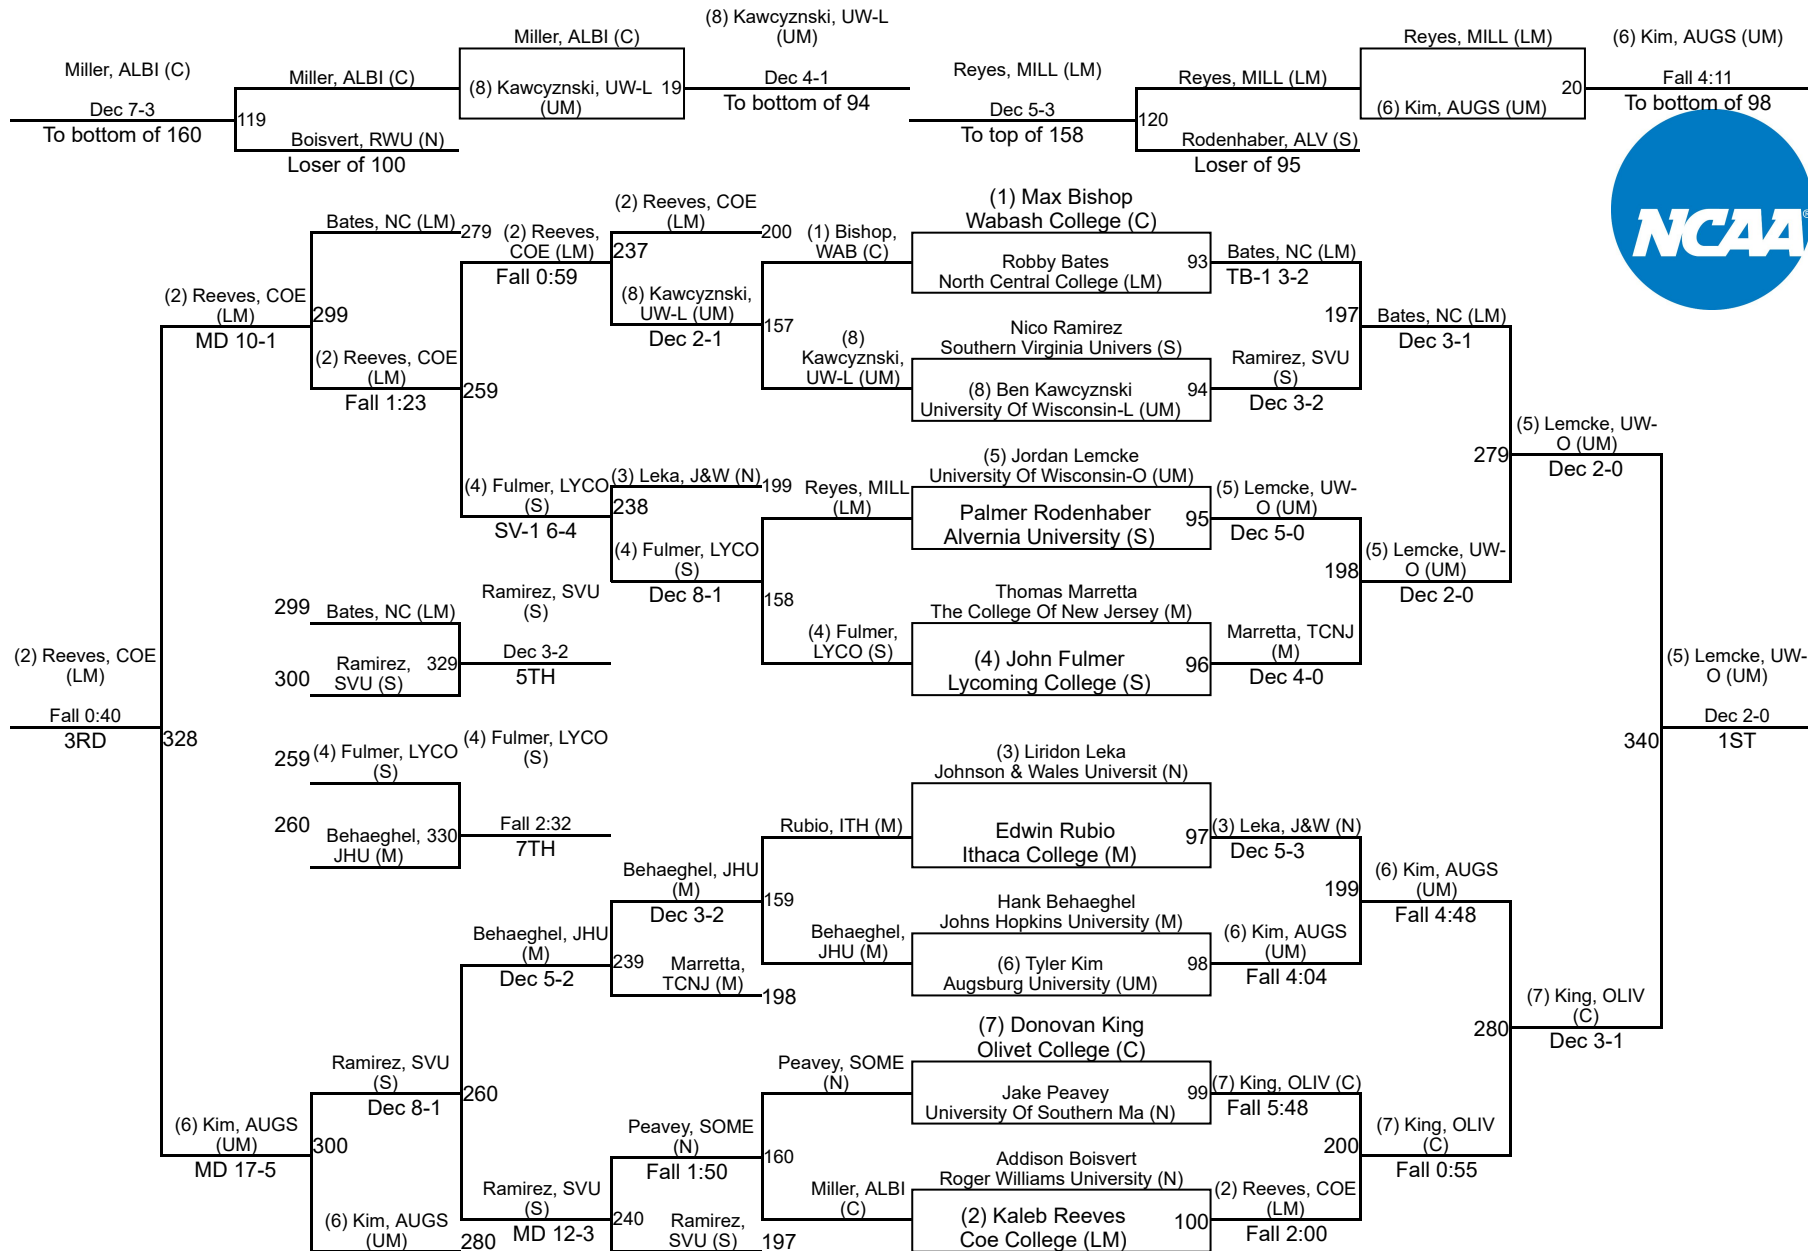 Miller, ALBI (C)
Dec 7-3
To bottom of 160
119
Miller, ALBI (C)
Boisvert, RWU (N)
Loser of 100
Miller, ALBI (C)
(8) Kawcyznski, UW-L
(UM)
19
(8) Kawcyznski, UW-L
(UM)
Dec 4-1
To bottom of 94
Reyes, MILL (LM)
Dec 5-3
To top of 158
120
Reyes, MILL (LM)
Rodenhaber, ALV (S)
Loser of 95
Reyes, MILL (LM)
(6) Kim, AUGS (UM)
20
(6) Kim, AUGS (UM)
Fall 4:11
To bottom of 98
NCAA
®
(1) Max Bishop
Wabash College (C)
Robby Bates
North Central College (LM)
93
Nico Ramirez
Southern Virginia Univers (S)
(8) Ben Kawcyznski
University Of Wisconsin-L (UM)
94
(5) Jordan Lemcke
University Of Wisconsin-O (UM)
Palmer Rodenhaber
Alvernia University (S)
95
Thomas Marretta
The College Of New Jersey (M)
(4) John Fulmer
Lycoming College (S)
96
(3) Liridon Leka
Johnson & Wales Universit (N)
Edwin Rubio
Ithaca College (M)
97
Hank Behaeghel
Johns Hopkins University (M)
(6) Tyler Kim
Augsburg University (UM)
98
(7) Donovan King
Olivet College (C)
Jake Peavey
University Of Southern Ma (N)
99
Addison Boisvert
Roger Williams University (N)
(2) Kaleb Reeves
Coe College (LM)
100
Bates, NC (LM)
TB-1 3-2
197
Ramirez, SVU
(S)
Dec 3-2
(5) Lemcke, UW-
O (UM)
Dec 5-0
198
Marretta, TCNJ
(M)
Dec 4-0
(3) Leka, J&W (N)
Dec 5-3
199
(6) Kim, AUGS
(UM)
Fall 4:04
(7) King, OLIV (C)
Fall 5:48
200
(2) Reeves, COE
(LM)
Fall 2:00
Bates, NC (LM)
Dec 3-1
279
(5) Lemcke, UW-
O (UM)
Dec 2-0
(6) Kim, AUGS
(UM)
Fall 4:48
280
(7) King, OLIV
(C)
Fall 0:55
(5) Lemcke, UW-
O (UM)
Dec 2-0
340
(7) King, OLIV
(C)
Dec 3-1
(5) Lemcke, UW-
O (UM)
Dec 2-0
1ST
(1) Bishop,
WAB (C)
157
(8)
Kawcyznski,
UW-L (UM)
Reyes, MILL
(LM)
158
(4) Fulmer,
LYCO (S)
Rubio, ITH (M)
159
Behaeghel,
JHU (M)
Peavey, SOME
(N)
160
Miller, ALBI
(C)
(2) Reeves, COE
(LM)
200
237
(8) Kawcyznski,
UW-L (UM)
Dec 2-1
(3) Leka, J&W (N)
199
238
(4) Fulmer, LYCO
(S)
Dec 8-1
Behaeghel, JHU
(M)
Dec 3-2
239
Marretta,
TCNJ (M)
198
Peavey, SOME
(N)
Fall 1:50
240
Ramirez,
SVU (S)
197
(2) Reeves,
COE (LM)
Fall 0:59
259
(4) Fulmer, LYCO
(S)
SV-1 6-4
Behaeghel, JHU
(M)
Dec 5-2
260
Ramirez, SVU
(S)
MD 12-3
Bates, NC (LM)
279
299
(2) Reeves, COE
(LM)
Fall 1:23
Ramirez, SVU
(S)
Dec 8-1
300
(6) Kim, AUGS
(UM)
280
(2) Reeves, COE
(LM)
MD 10-1
328
(6) Kim, AUGS
(UM)
MD 17-5
(2) Reeves, COE
(LM)
Fall 0:40
3RD
299
Bates, NC (LM)
300
Ramirez,
SVU (S)
329
Ramirez, SVU
(S)
Dec 3-2
5TH
259
(4) Fulmer, LYCO
(S)
260
Behaeghel,
JHU (M)
330
(4) Fulmer, LYCO
(S)
Fall 2:32
7TH